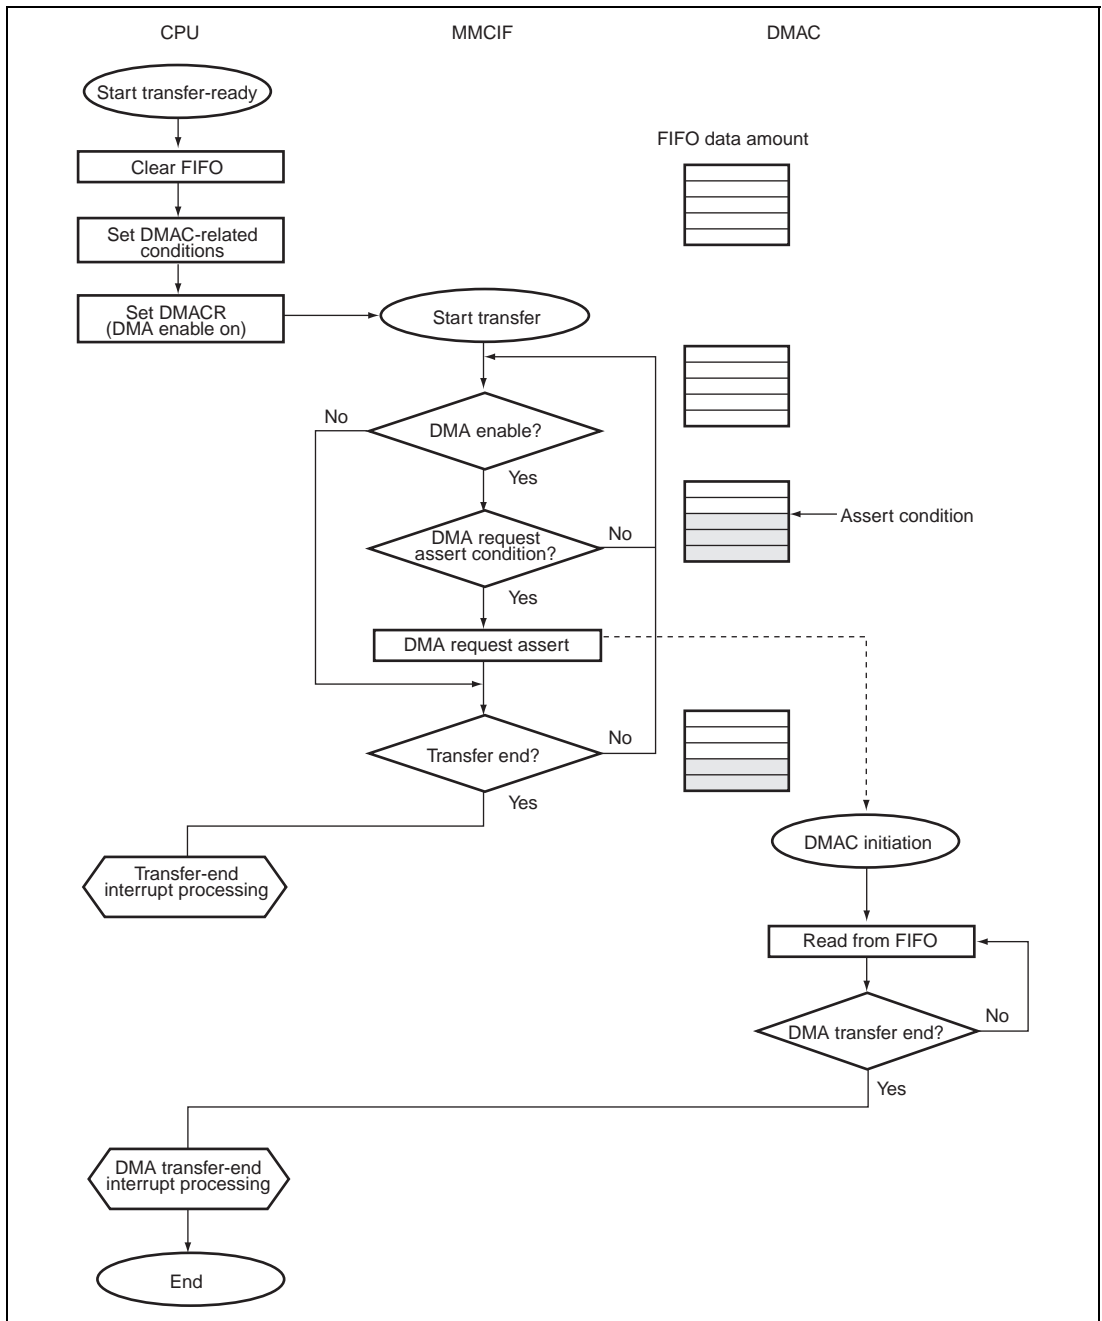 CPU
MMCIF
DMAC
Start transfer-ready
FIFO data amount
Clear FIFO
Set DMAC-related
conditions
Set DMACR
(DMA enable on)
Start transfer
No
DMA enable?
Yes
Assert condition
DMA request
assert condition?
No
Yes
DMA request assert
Transfer end?
No
Yes
DMAC initiation
Transfer-end
interrupt processing
Read from FIFO
DMA transfer end?
No
Yes
DMA transfer-end
interrupt processing
End